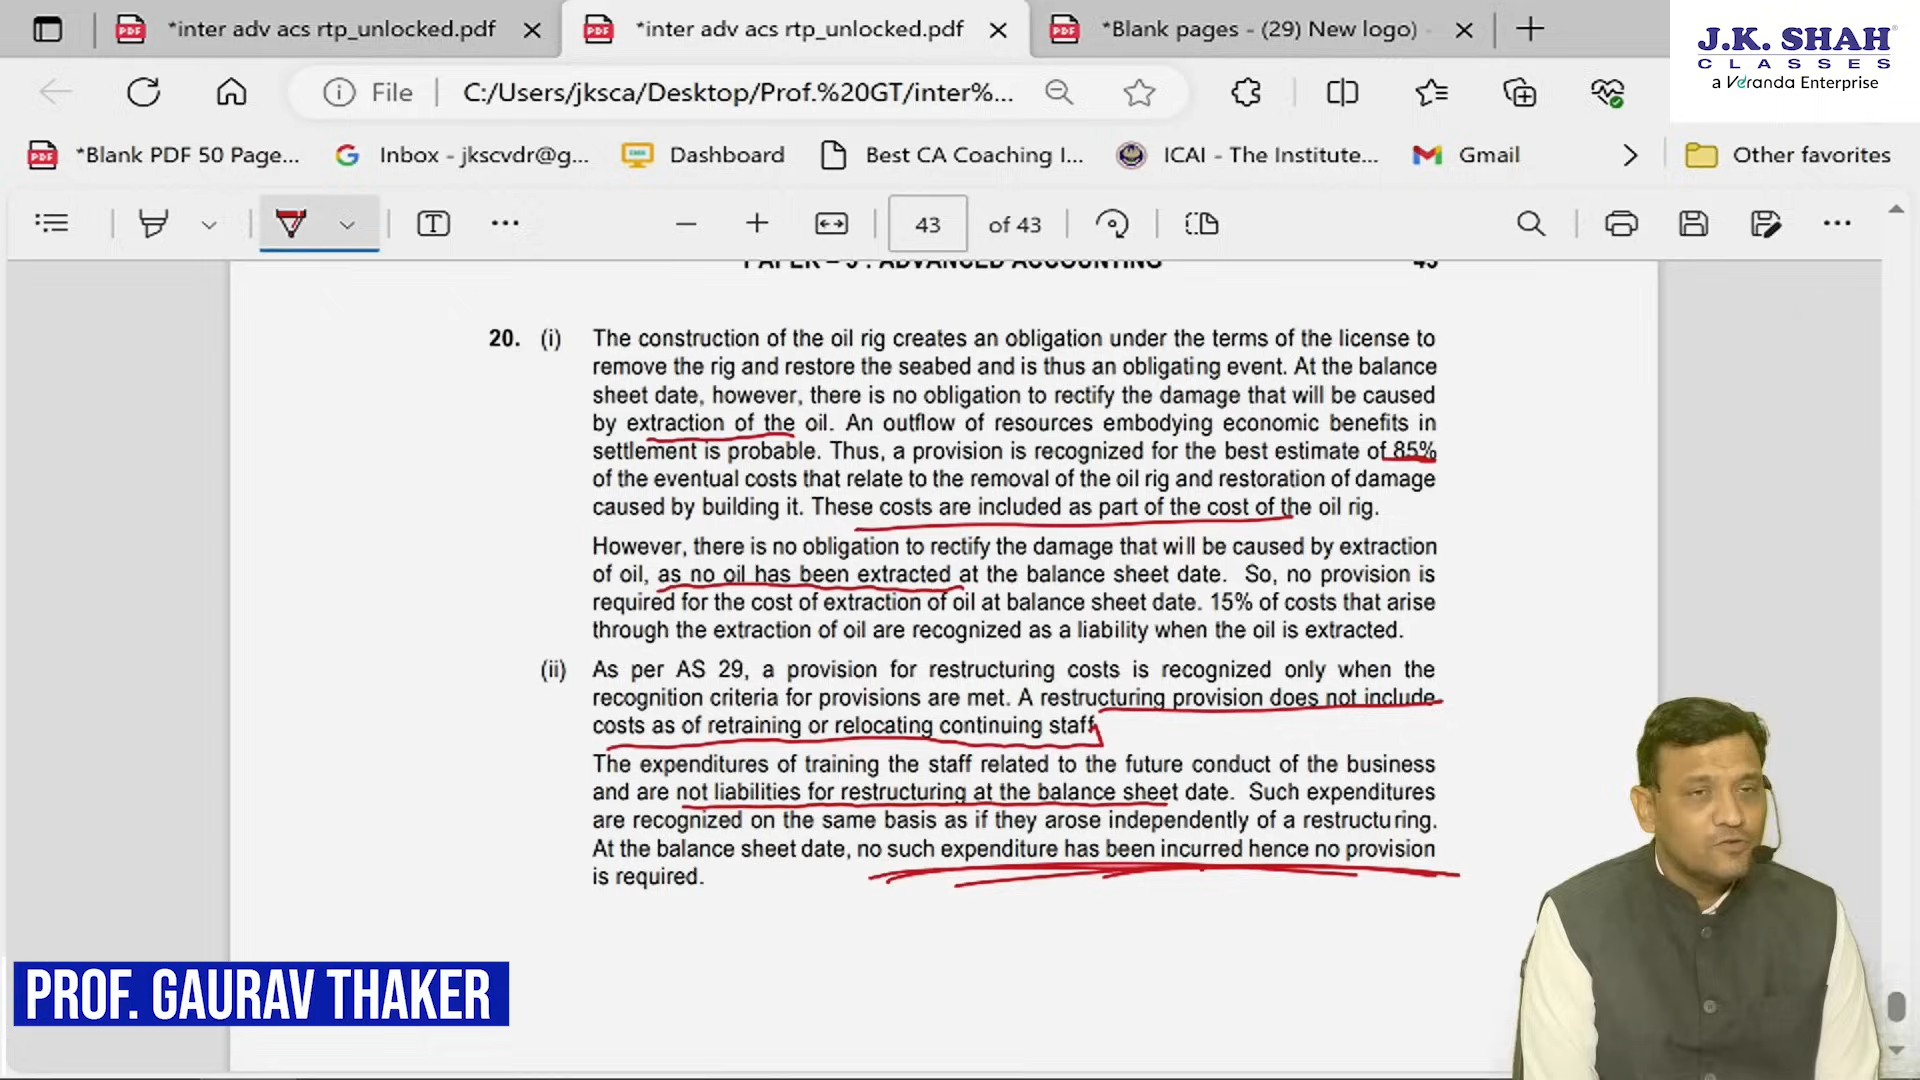 *inter adv acs rtp_unlocked.pdf
*inter adv acs rtp_unlocked.pdf
*Blank pages - (29) New logo)
J.K. SHAH
CLASSES
a Veranda Enterprise
File
C:/Users/jksca/Desktop/Prof.%20GT/inter%...
*Blank PDF 50 Page...
Inbox - jkscvdr@g...
Dashboard
Best CA Coaching I...
ICAI - The Institute...
Gmail
Other favorites
43 of 43
PAPER – 5 : ADVANCED ACCOUNTING 43
20. (i) The construction of the oil rig creates an obligation under the terms of the license to
remove the rig and restore the seabed and is thus an obligating event. At the balance
sheet date, however, there is no obligation to rectify the damage that will be caused
by extraction of the oil. An outflow of resources embodying economic benefits in
settlement is probable. Thus, a provision is recognized for the best estimate of 85%
of the eventual costs that relate to the removal of the oil rig and restoration of damage
caused by building it. These costs are included as part of the cost of the oil rig.
However, there is no obligation to rectify the damage that will be caused by extraction
of oil, as no oil has been extracted at the balance sheet date. So, no provision is
required for the cost of extraction of oil at balance sheet date. 15% of costs that arise
through the extraction of oil are recognized as a liability when the oil is extracted.
(ii) As per AS 29, a provision for restructuring costs is recognized only when the
recognition criteria for provisions are met. A restructuring provision does not include
costs as of retraining or relocating continuing staff.
The expenditures of training the staff related to the future conduct of the business
and are not liabilities for restructuring at the balance sheet date. Such expenditures
are recognized on the same basis as if they arose independently of a restructuring.
At the balance sheet date, no such expenditure has been incurred hence no provision
is required.
PROF. GAURAV THAKER